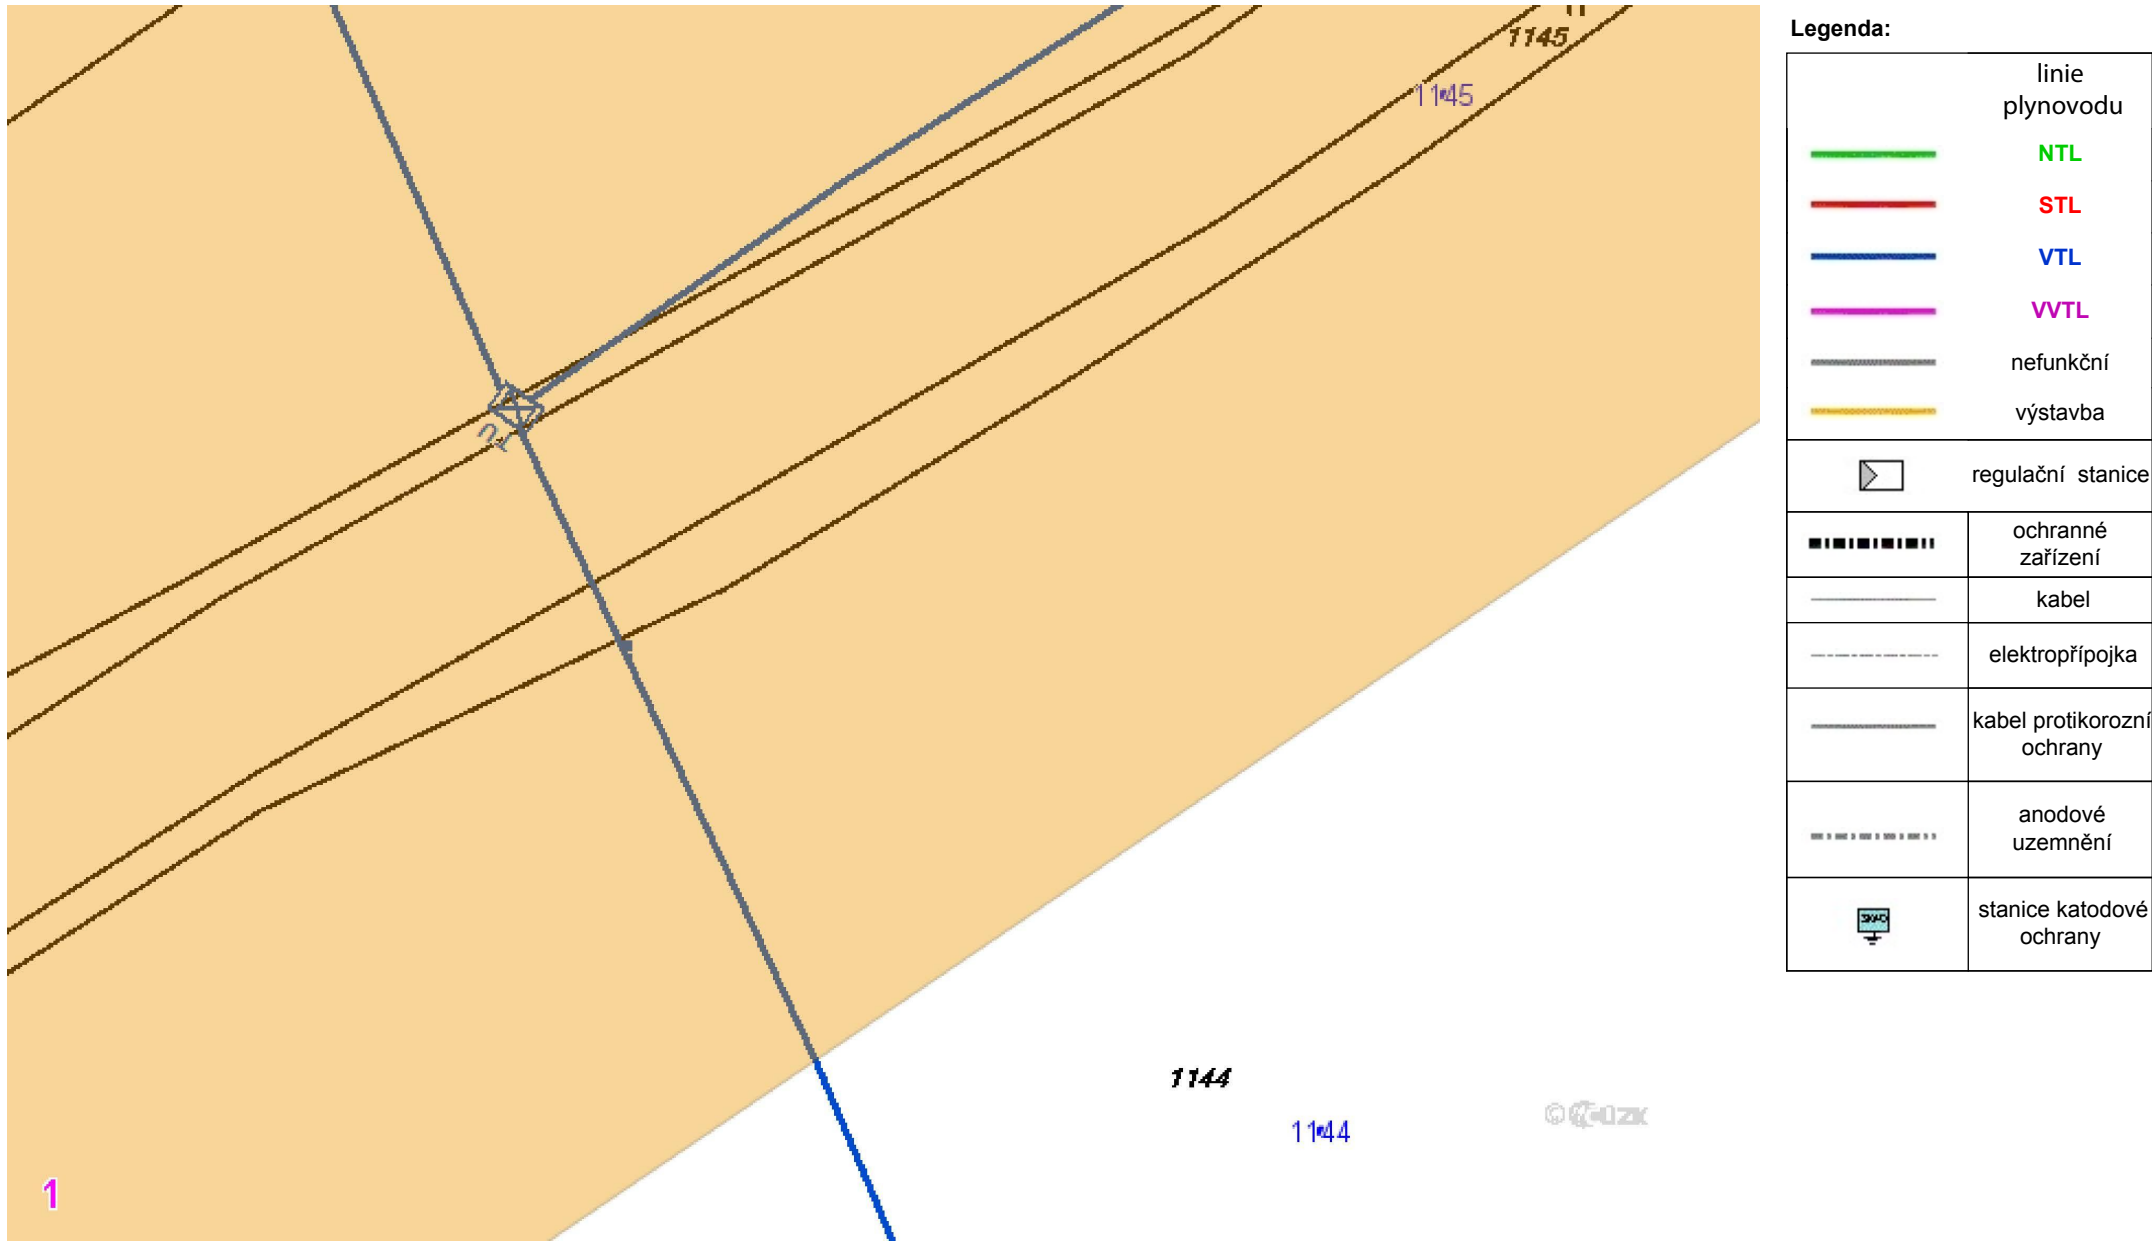 1145
1145
1144
1144
1
Legenda:
linie
plynovodu
NTL
STL
VTL
VVTL
nefunkční
výstavba
regulační stanice
ochranné
zařízení
kabel
elektropřípojka
kabel protikorozní
ochrany
anodové
uzemnění
stanice katodové
ochrany